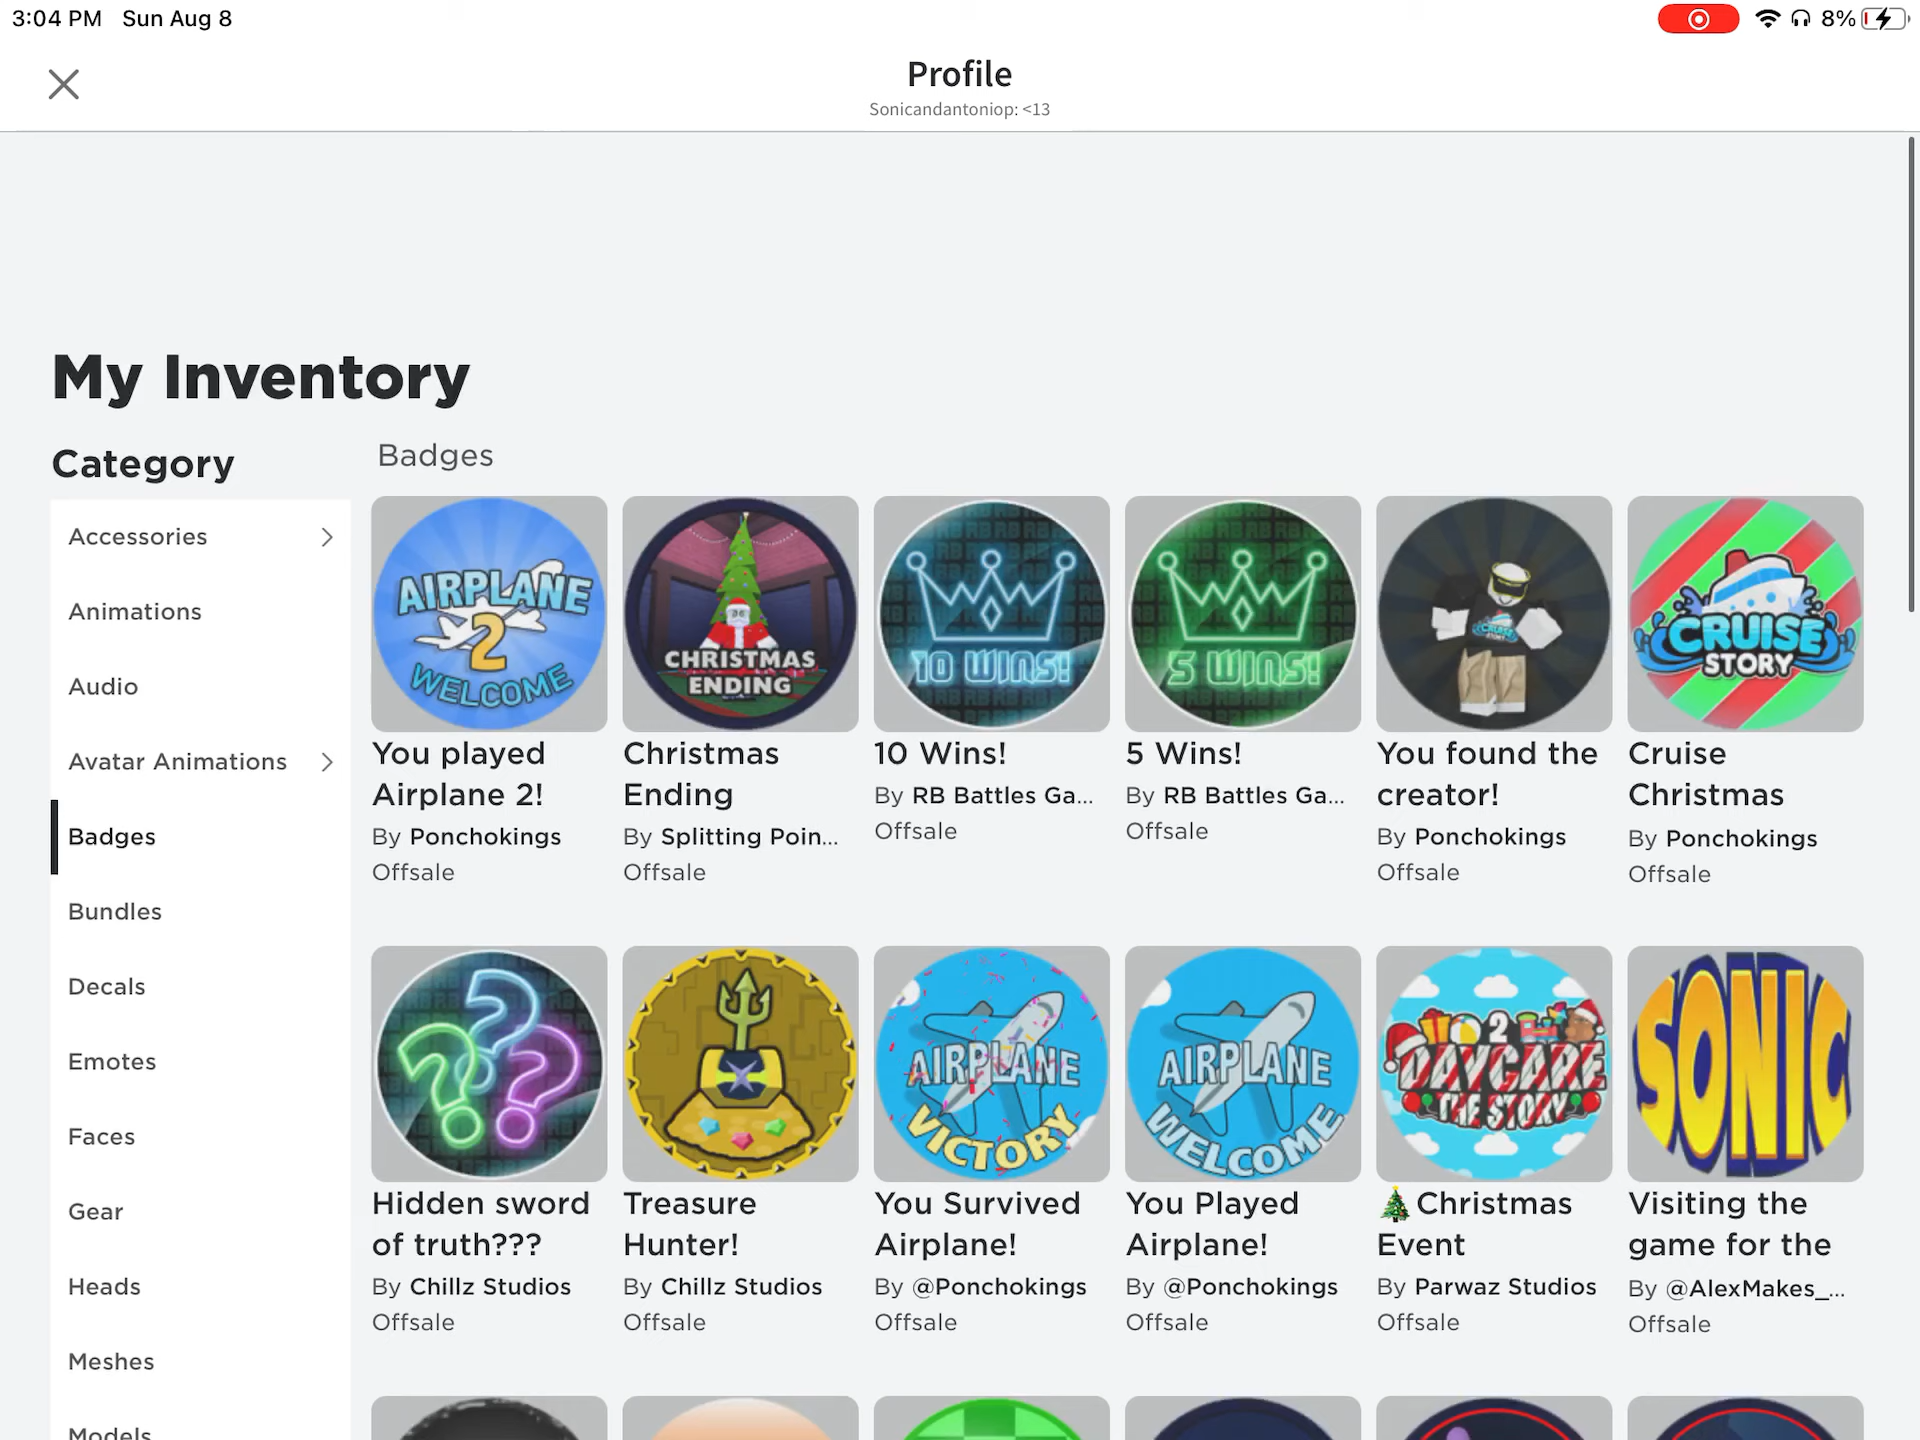 3:04 PM Sun Aug 8
8%
Profile
Sonicandantoniop: <13
My Inventory
Category
Badges
Accessories
Animations
Audio
Avatar Animations
Badges
Bundles
Decals
Emotes
Faces
Gear
Heads
Meshes
Models
AIRPLANE
2
WELCOME
You played
Airplane 2!
By Ponchokings
Offsale
CHRISTMAS
ENDING
Christmas
Ending
By Splitting Poin...
Offsale
10 WINS!
10 Wins!
By RB Battles Ga...
Offsale
5 WINS!
5 Wins!
By RB Battles Ga...
Offsale
CRUISE
STORY
You found the
creator!
By Ponchokings
Offsale
CRUISE
STORY
Cruise
Christmas
By Ponchokings
Offsale
???
Hidden sword
of truth???
By Chillz Studios
Offsale
Treasure
Hunter!
By Chillz Studios
Offsale
AIRPLANE
VICTORY
You Survived
Airplane!
By @Ponchokings
Offsale
AIRPLANE
WELCOME
You Played
Airplane!
By @Ponchokings
Offsale
2
DAYCARE
THE STORY
🎄Christmas
Event
By Parwaz Studios
Offsale
SONIC
Visiting the
game for the
By @AlexMakes_...
Offsale